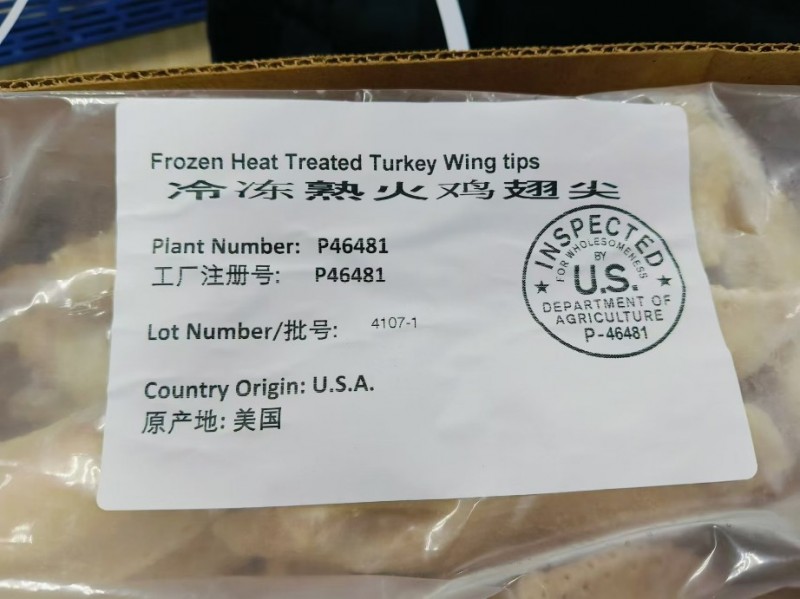 Frozen Heat Treated Turkey Wing tips
冷冻熟火鸡翅尖
Plant Number: P46481
工厂注册号: P46481
Lot Number/批号: 4107-1
Country Origin: U.S.A.
原产地: 美国
INSPECTED
FOR WHOLESOMENESS
BY
U.S.
DEPARTMENT OF
AGRICULTURE
P-46481